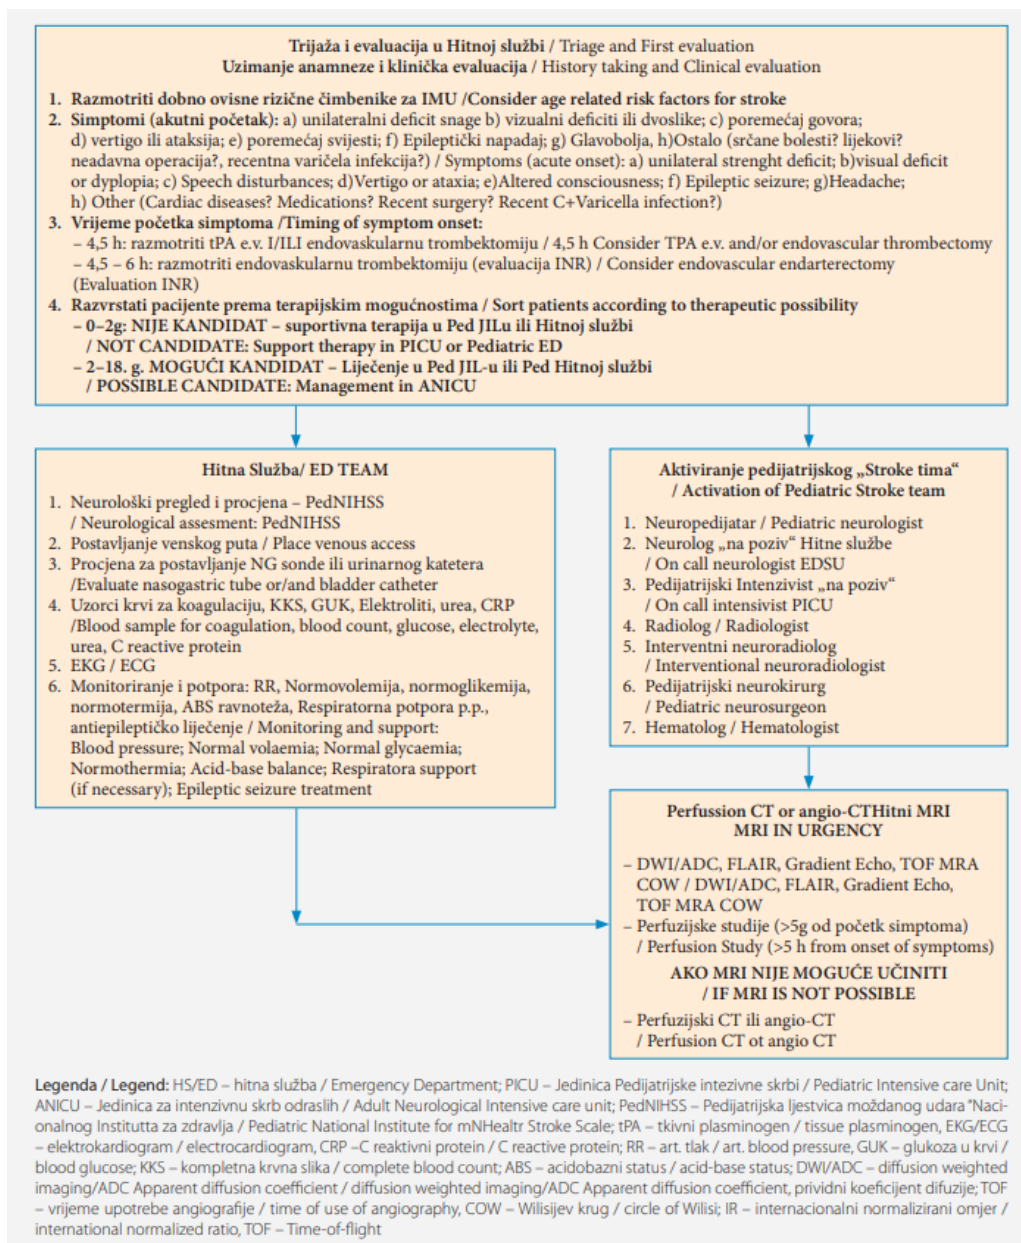 Trijaža i evaluacija u Hitnoj službi / Triage and First evaluation
Uzimanje anamneze i klinička evaluacija / History taking and Clinical evaluation
1. Razmotriti dobno ovisne rizične čimbenike za IMU /Consider age related risk factors for stroke
2. Simptomi (akutni početak): a) unilateralni deficit snage b) vizualni deficiti ili dvoslike; c) poremećaj govora;
d) vertigo ili ataksija; e) poremećaj svijesti; f) Epileptički napadaj; g) Glavobolja, h)Ostalo (srčane bolesti? lijekovi?
neadavna operacija?, recentna varičela infekcija?) / Symptoms (acute onset): a) unilateral strenght deficit; b)visual deficit
or dyplopia; c) Speech disturbances; d)Vertigo or ataxia; e)Altered consciousness; f) Epileptic seizure; g)Headache;
h) Other (Cardiac diseases? Medications? Recent surgery? Recent C+Varicella infection?)
3. Vrijeme početka simptoma /Timing of symptom onset:
– 4,5 h: razmotriti tPA e.v. I/ILI endovaskularnu trombektomiju / 4,5 h Consider TPA e.v. and/or endovascular thrombectomy
– 4,5 – 6 h: razmotriti endovaskularnu trombektomiju (evaluacija INR) / Consider endovascular endarterectomy
(Evaluation INR)
4. Razvrstati pacijente prema terapijskim mogućnostima / Sort patients according to therapeutic possibility
– 0–2g: NIJE KANDIDAT – suportivna terapija u Ped JILu ili Hitnoj službi
/ NOT CANDIDATE: Support therapy in PICU or Pediatric ED
– 2–18. g. MOGUĆI KANDIDAT – Liječenje u Ped JIL-u ili Ped Hitnoj službi
/ POSSIBLE CANDIDATE: Management in ANICU
Hitna Služba/ ED TEAM
1. Neurološki pregled i procjena – PedNIHSS
/ Neurological assesment: PedNIHSS
2. Postavljanje venskog puta / Place venous access
3. Procjena za postavljanje NG sonde ili urinarnog katetera
/Evaluate nasogastric tube or/and bladder catheter
4. Uzorci krvi za koagulaciju, KKS, GUK, Elektroliti, urea, CRP
/Blood sample for coagulation, blood count, glucose, electrolyte,
urea, C reactive protein
5. EKG / ECG
6. Monitoriranje i potpora: RR, Normovolemija, normoglikemija,
normotermija, ABS ravnoteža, Respiratorna potpora p.p.,
antiepileptičko liječenje / Monitoring and support:
Blood pressure; Normal volaemia; Normal glycaemia;
Normothermia; Acid-base balance; Respiratora support
(if necessary); Epileptic seizure treatment
Aktiviranje pedijatrijskog „Stroke tima“
/ Activation of Pediatric Stroke team
1. Neuropedijatar / Pediatric neurologist
2. Neurolog „na poziv“ Hitne službe
/ On call neurologist EDSU
3. Pedijatrijski Intenzivist „na poziv“
/ On call intensivist PICU
4. Radiolog / Radiologist
5. Interventni neuroradiolog
/ Interventional neuroradiologist
6. Pedijatrijski neurokirurg
/ Pediatric neurosurgeon
7. Hematolog / Hematologist
Perfussion CT or angio-CTHitni MRI
MRI IN URGENCY
– DWI/ADC, FLAIR, Gradient Echo, TOF MRA
COW / DWI/ADC, FLAIR, Gradient Echo,
TOF MRA COW
– Perfuzijske studije (>5g od početk simptoma)
/ Perfusion Study (>5 h from onset of symptoms)
AKO MRI NIJE MOGUĆE UČINITI
/ IF MRI IS NOT POSSIBLE
– Perfuzijski CT ili angio-CT
/ Perfusion CT ot angio CT
Legenda / Legend: HS/ED – hitna služba / Emergency Department; PICU – Jedinica Pedijatrijske intezivne skrbi / Pediatric Intensive care Unit;
ANICU – Jedinica za intenzivnu skrb odraslih / Adult Neurological Intensive care unit; PedNIHSS – Pedijatrijska ljestvica moždanog udara "Naci-
onalnog Institutta za zdravlja / Pediatric National Institute for mNHealtr Stroke Scale; tPA – tkivni plasminogen / tissue plasminogen, EKG/ECG
– elektrokardiogram / electrocardiogram, CRP –C reaktivni protein / C reactive protein; RR – art. tlak / art. blood pressure, GUK – glukoza u krvi /
blood glucose; KKS – kompletna krvna slika / complete blood count; ABS – acidobazni status / acid-base status; DWI/ADC – diffusion weighted
imaging/ADC Apparent diffusion coefficient / diffusion weighted imaging/ADC Apparent diffusion coefficient, prividni koeficijent difuzije; TOF
– vrijeme upotrebe angiografije / time of use of angiography, COW – Wilisijev krug / circle of Wilisi; IR – internacionalni normalizirani omjer /
international normalized ratio, TOF – Time-of-flight